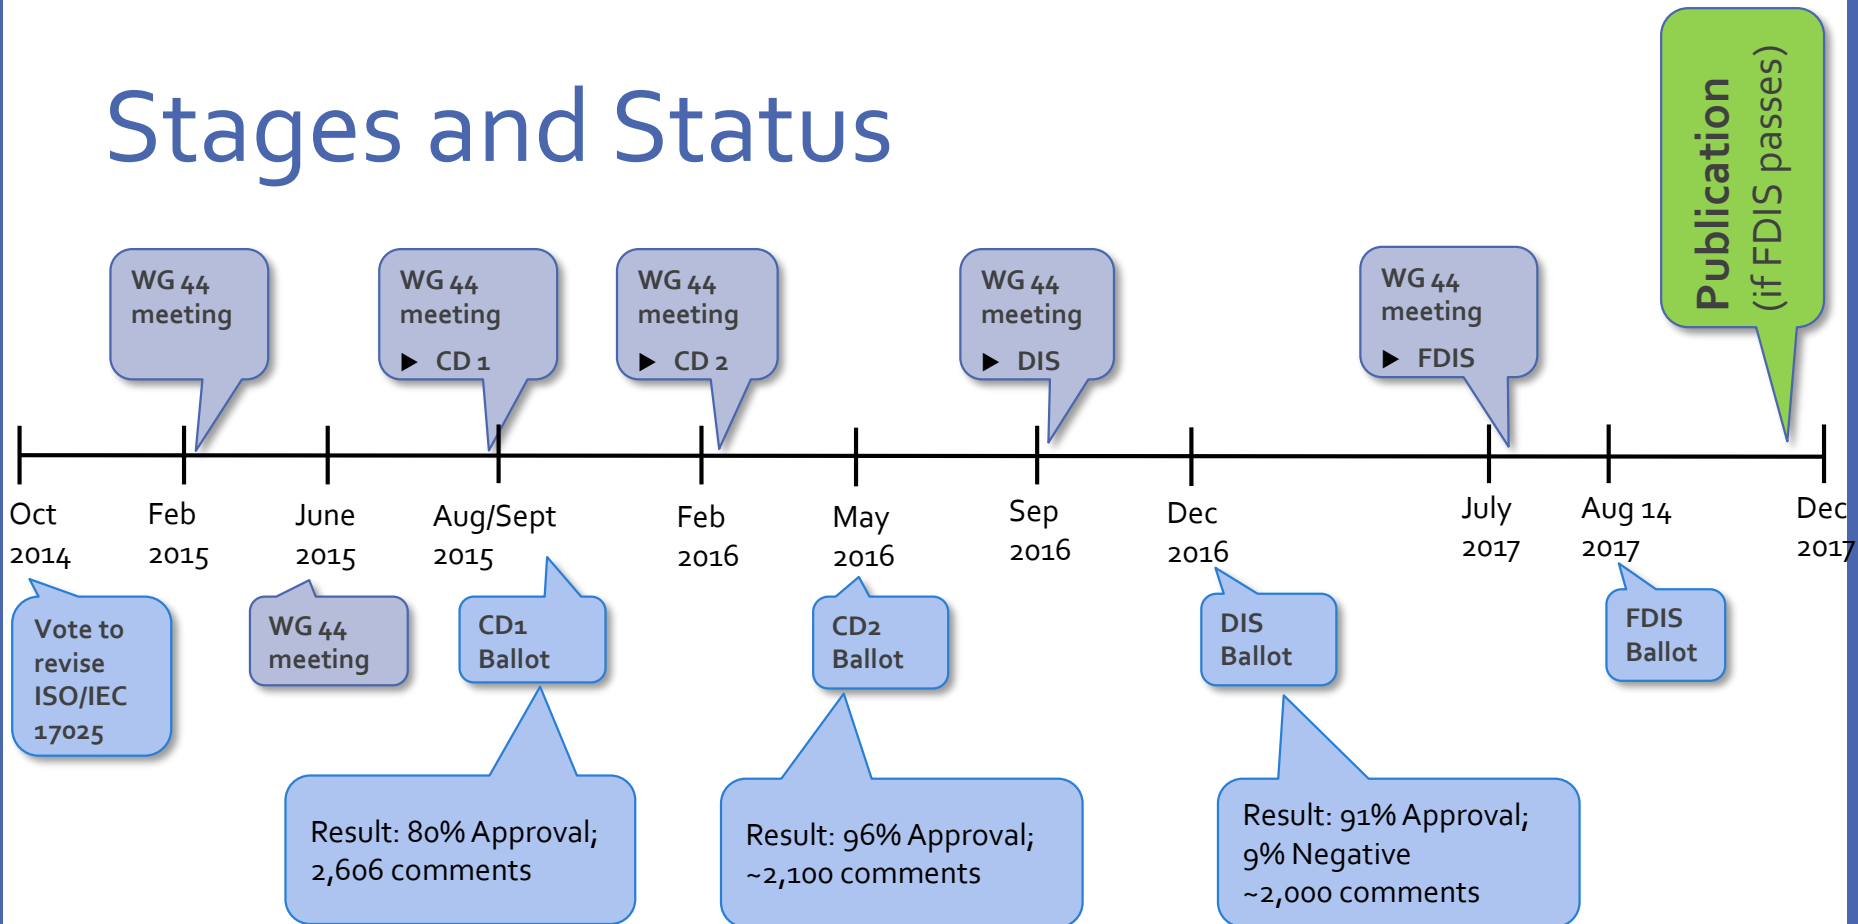 Stages and Status
Publication
(if FDIS passes)
WG 44
meeting
WG 44
meeting
► CD 1
WG 44
meeting
► CD 2
WG 44
meeting
► DIS
WG 44
meeting
► FDIS
Oct
2014
Feb
2015
June
2015
Aug/Sept
2015
Feb
2016
May
2016
Sep
2016
Dec
2016
July
2017
Aug 14
2017
Dec
2017
Vote to
revise
ISO/IEC
17025
WG 44
meeting
CD1
Ballot
CD2
Ballot
DIS
Ballot
FDIS
Ballot
Result: 80% Approval;
2,606 comments
Result: 96% Approval;
~2,100 comments
Result: 91% Approval;
9% Negative
~2,000 comments